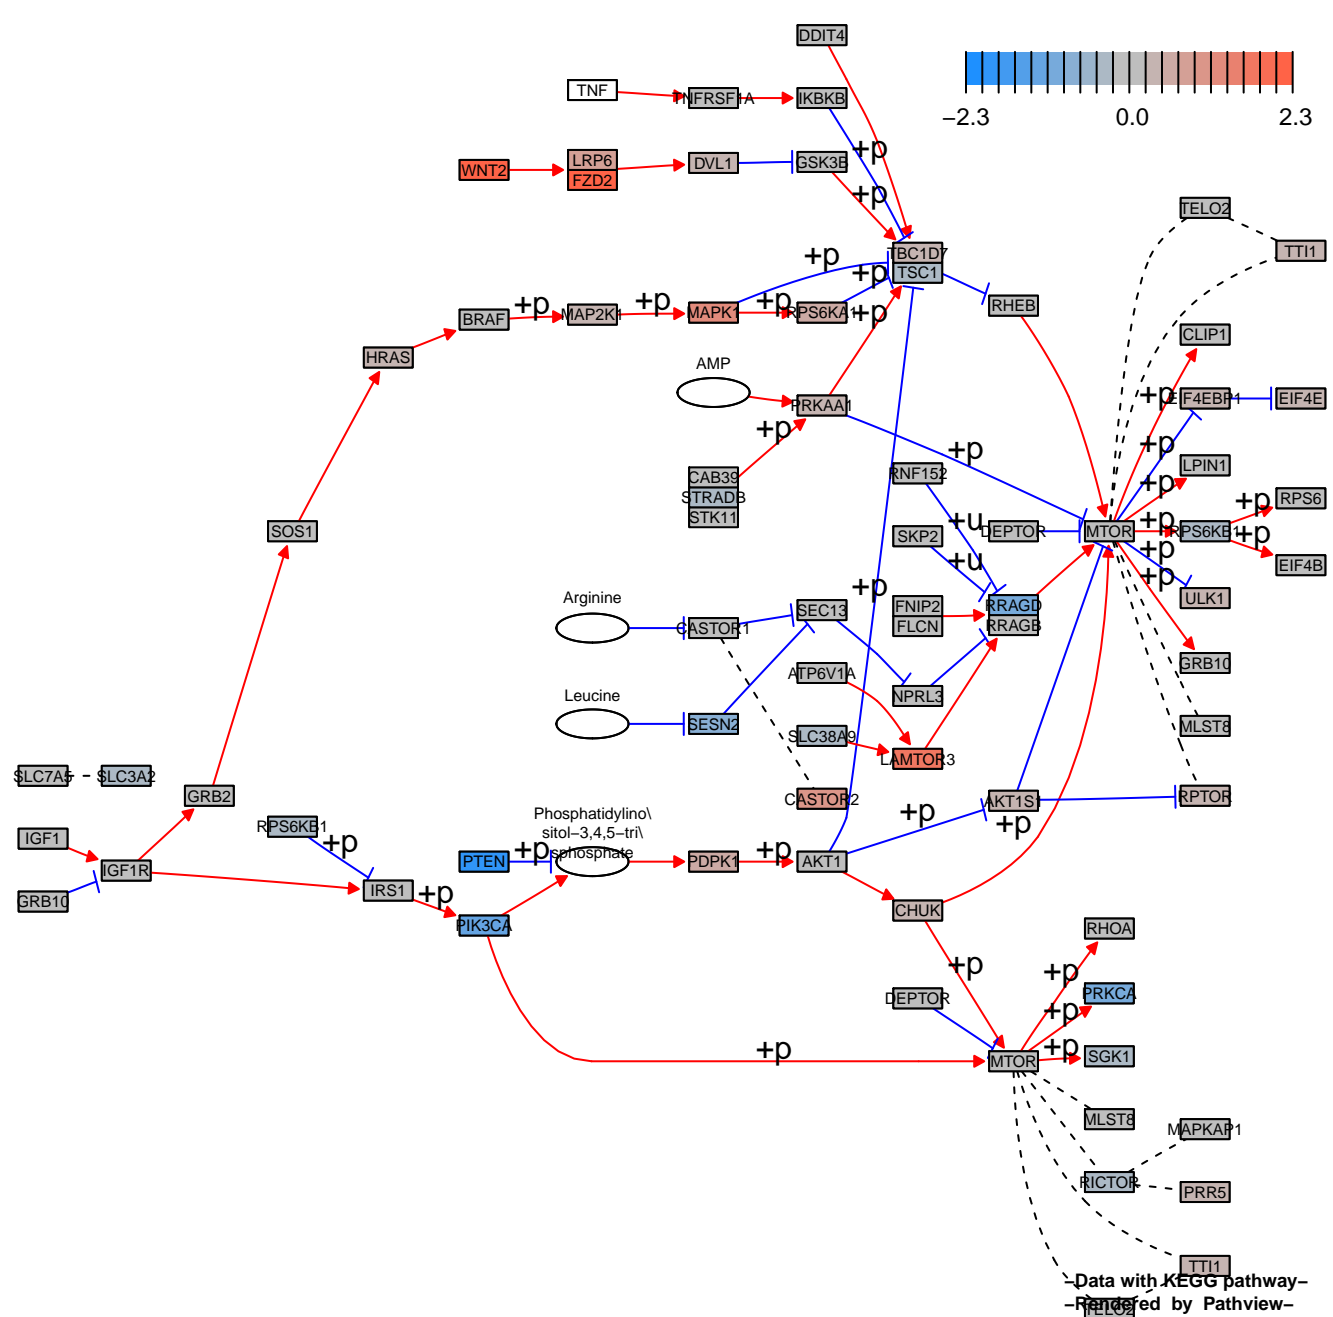 DDIT4
−2.3
0.0
2.3
TNF
TNFRSF1A
IKBKB
+p
WNT2
LRP6
FZD2
DVL1
GSK3B
+p
TELO2
TTI1
TBC1D7
TSC1
+p
+p
RHEB
BRAF
+p
MAP2K1
+p
MAPK1
+p
RPS6KA1
+p
CLIP1
HRAS
AMP
PRKAA1
+p
+p
EIF4EBP1
EIF4E
+p
+p
CAB39
STRADB
STK11
RNF152
LPIN1
+p
RPS6
+p
SOS1
SKP2
+u
+u
DEPTOR
MTOR
+p
RPS6KB1
+p
+p
EIF4B
+p
ULK1
Arginine
CASTOR1
SEC13
+p
FNIP2
FLCN
RRAGD
RRAGB
GRB10
Leucine
SESN2
ATP6V1A
NPRL3
SLC38A9
LAMTOR3
MLST8
SLC7A5
SLC3A2
GRB2
CASTOR2
AKT1S1
RPTOR
IGF1
IGF1R
GRB10
RPS6KB1
+p
IRS1
+p
PTEN
+p
Phosphatidylino\
sitol−3,4,5−tri\
sphosphate
PDPK1
+p
AKT1
+p
+p
PIK3CA
CHUK
RHOA
+p
+p
PRKCA
+p
DEPTOR
+p
MTOR
+p
SGK1
MLST8
MAPKAP1
RICTOR
PRR5
TTI1
−Data with KEGG pathway−
−Rendered by Pathview−
TELO2